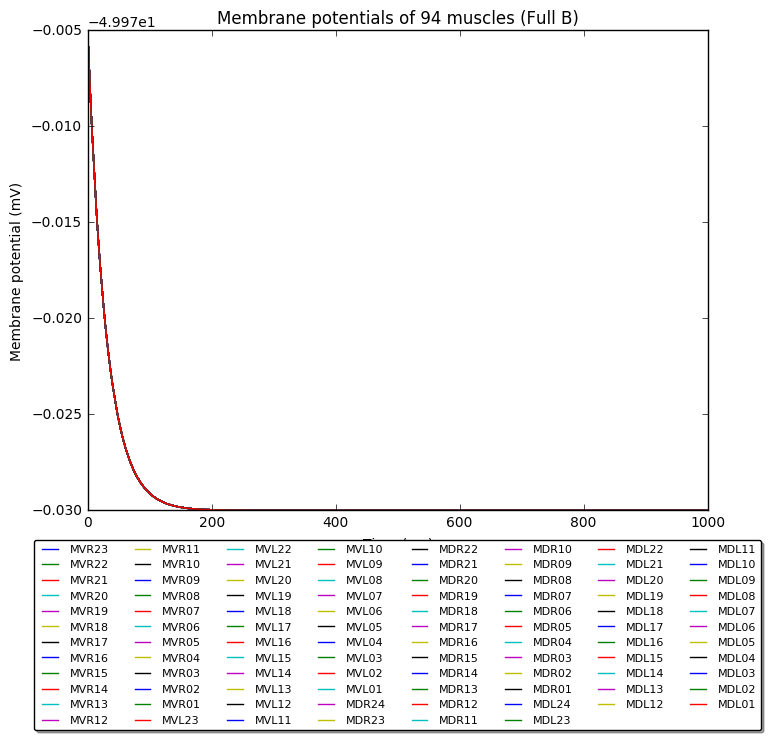 Membrane potentials of 94 muscles (Full B)
−4.997e1
−0.005
−0.010
−0.015
−0.020
−0.025
−0.030
Membrane potential (mV)
0 200 400 600 800 1000
MVR23 MVR11 MVL22 MVL10 MDR22 MDR10 MDL22 MDL11
MVR22 MVR10 MVL21 MVL09 MDR21 MDR09 MDL21 MDL10
MVR21 MVR09 MVL20 MVL08 MDR20 MDR08 MDL20 MDL09
MVR20 MVR08 MVL19 MVL07 MDR19 MDR07 MDL19 MDL08
MVR19 MVR07 MVL18 MVL06 MDR18 MDR06 MDL18 MDL07
MVR18 MVR06 MVL17 MVL05 MDR17 MDR05 MDL17 MDL06
MVR17 MVR05 MVL16 MVL04 MDR16 MDR04 MDL16 MDL05
MVR16 MVR04 MVL15 MVL03 MDR15 MDR03 MDL15 MDL04
MVR15 MVR03 MVL14 MVL02 MDR14 MDR02 MDL14 MDL03
MVR14 MVR02 MVL13 MVL01 MDR13 MDR01 MDL13 MDL02
MVR13 MVR01 MVL12 MDR24 MDR12 MDL24 MDL12 MDL01
MVR12 MVL23 MVL11 MDR23 MDR11 MDL23